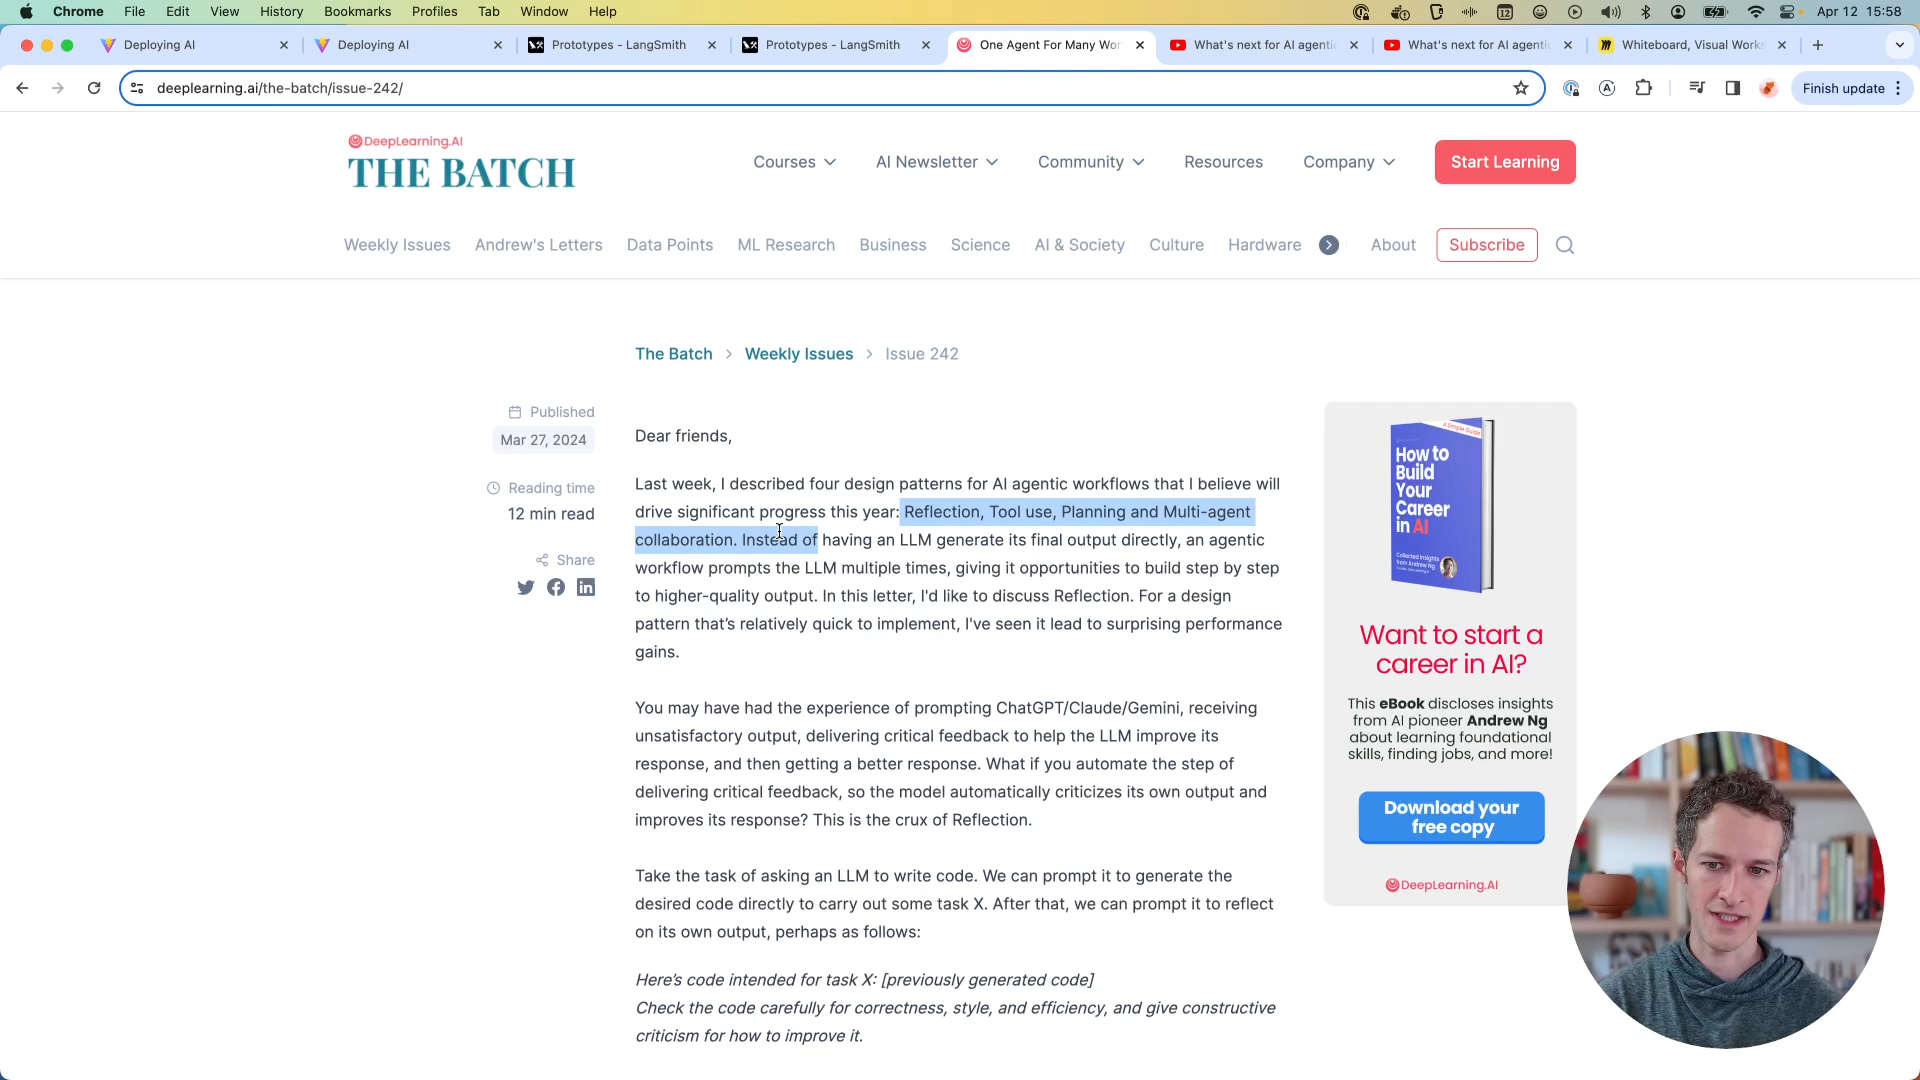 Chrome File Edit View History Bookmarks Profiles Tab Window Help
12 Apr 12 15:58
Deploying AI
Deploying AI
Prototypes - LangSmith
Prototypes - LangSmith
One Agent For Many Wor
What's next for AI agentic
What's next for AI agentic
Whiteboard, Visual Works
deeplearning.ai/the-batch/issue-242/
Finish update
DeepLearning.AI
THE BATCH
Courses AI Newsletter Community Resources Company Start Learning
Weekly Issues Andrew's Letters Data Points ML Research Business Science AI & Society Culture Hardware About Subscribe
The Batch > Weekly Issues > Issue 242
Published
Mar 27, 2024
Reading time
12 min read
Share
Dear friends,
Last week, I described four design patterns for AI agentic workflows that I believe will
drive significant progress this year: Reflection, Tool use, Planning and Multi-agent
collaboration. Instead of having an LLM generate its final output directly, an agentic
workflow prompts the LLM multiple times, giving it opportunities to build step by step
to higher-quality output. In this letter, I'd like to discuss Reflection. For a design
pattern that's relatively quick to implement, I've seen it lead to surprising performance
gains.
You may have had the experience of prompting ChatGPT/Claude/Gemini, receiving
unsatisfactory output, delivering critical feedback to help the LLM improve its
response, and then getting a better response. What if you automate the step of
delivering critical feedback, so the model automatically criticizes its own output and
improves its response? This is the crux of Reflection.
Take the task of asking an LLM to write code. We can prompt it to generate the
desired code directly to carry out some task X. After that, we can prompt it to reflect
on its own output, perhaps as follows:
Here's code intended for task X: [previously generated code]
Check the code carefully for correctness, style, and efficiency, and give constructive
criticism for how to improve it.
A Simple Guide
How to
Build
Your
Career
in AI
Collected Insights
from Andrew Ng
Want to start a
career in AI?
This eBook discloses insights
from AI pioneer Andrew Ng
about learning foundational
skills, finding jobs, and more!
Download your
free copy
DeepLearning.AI